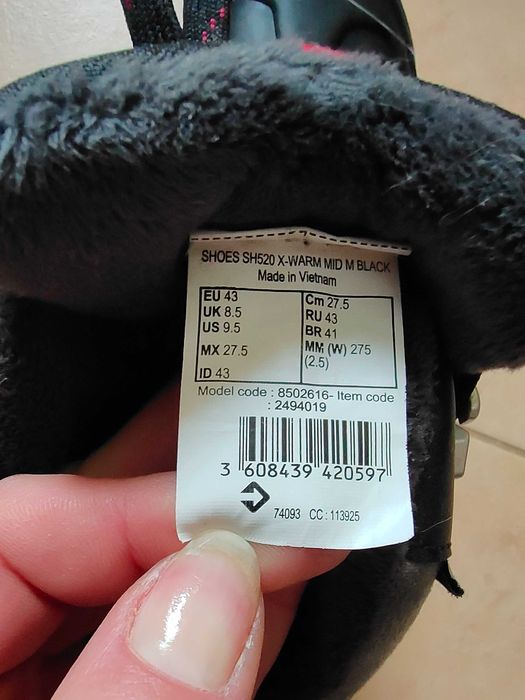 SHOES SH520 X-WARM MID M BLACK
Made in Vietnam
EU 43
UK 8.5
US 9.5
MX 27.5
ID 43
Cm 27.5
RU 43
BR 41
MM (W) 275
(2.5)
Model code : 8502616- Item code
: 2494019
3 608439 420597
74093 CC : 113925